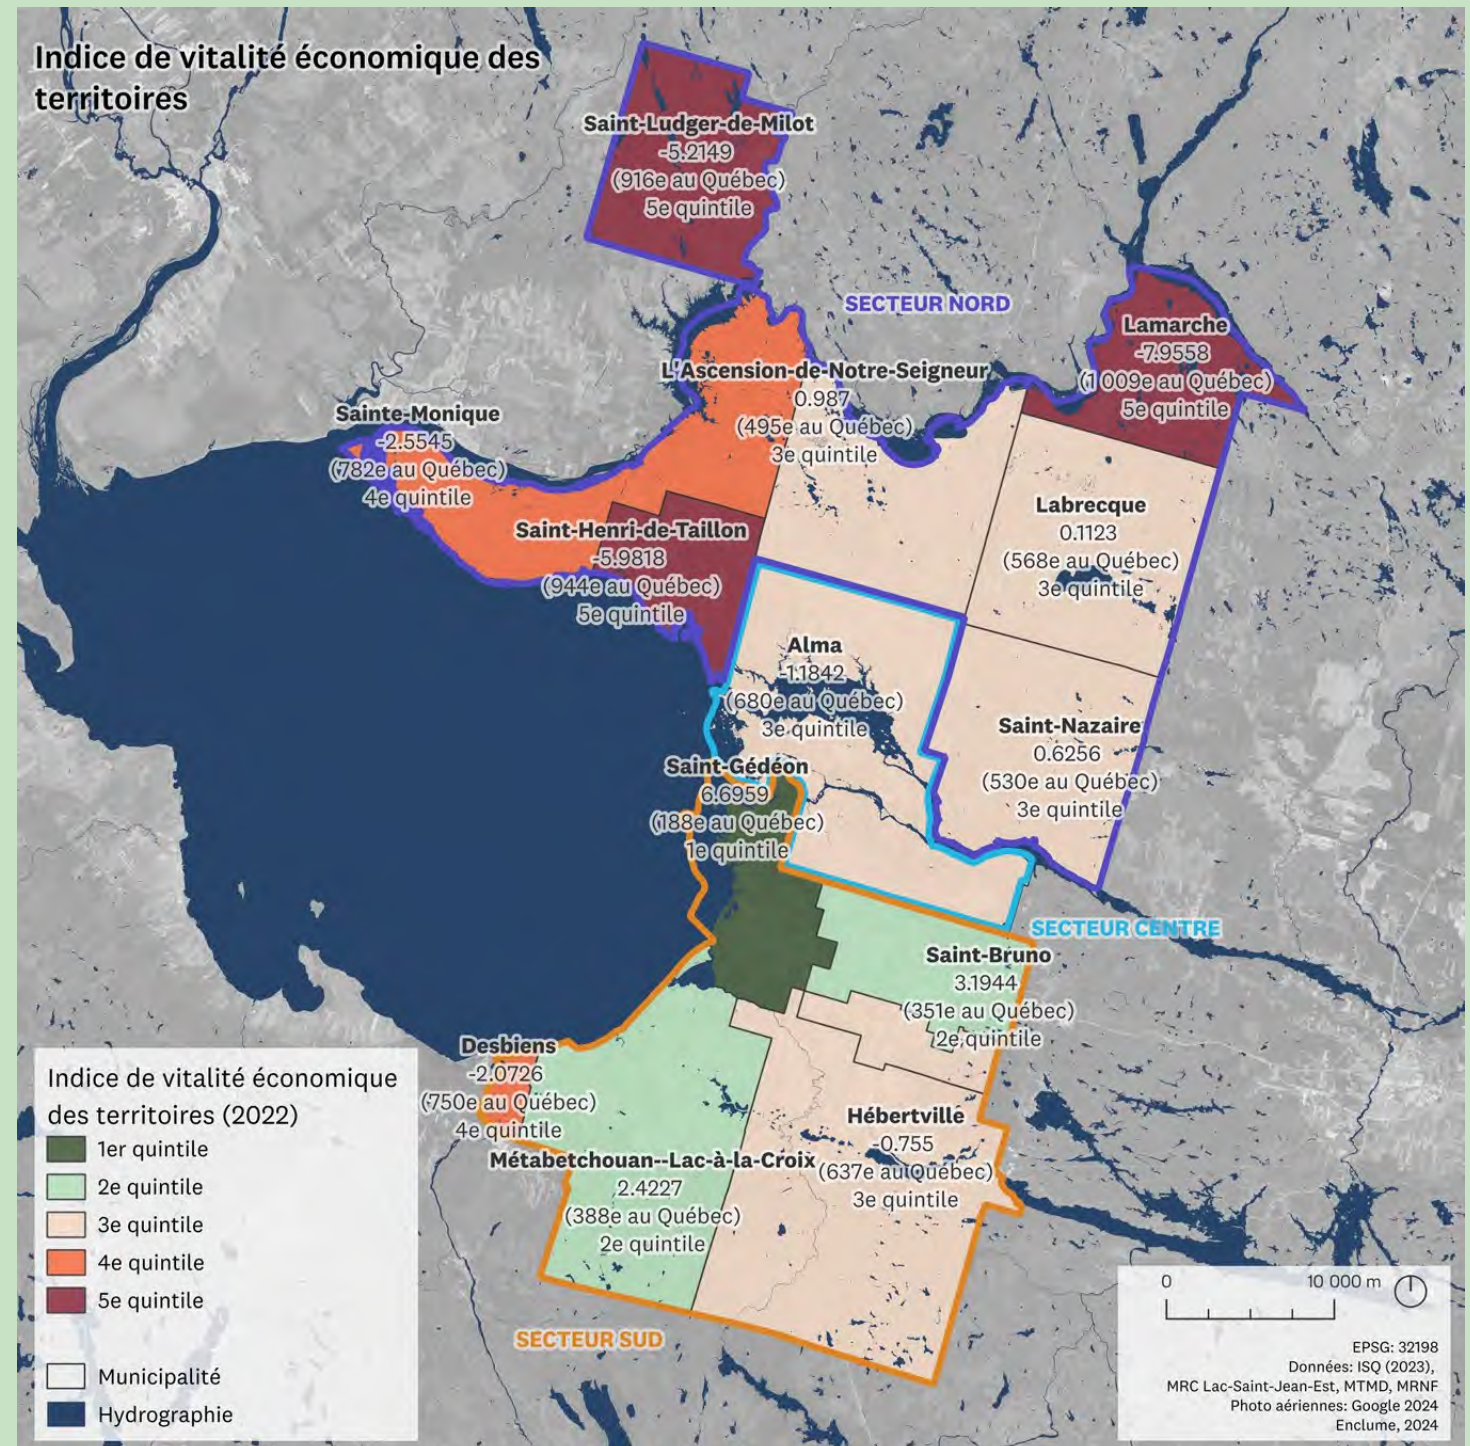 Indice de vitalité économique des
territoires
Saint-Ludger-de-Milot
-5.2149
(916e au Québec)
5e quintile
SECTEUR NORD
Lamarche
-7.9558
(1 009e au Québec)
5e quintile
L'Ascension-de-Notre-Seigneur
0.987
(495e au Québec)
3e quintile
Sainte-Monique
-2.5545
(782e au Québec)
4e quintile
Labrecque
0.1123
(568e au Québec)
3e quintile
Saint-Henri-de-Taillon
-5.9818
(944e au Québec)
5e quintile
Alma
-1.1842
(680e au Québec)
3e quintile
Saint-Nazaire
0.6256
(530e au Québec)
3e quintile
Saint-Gédéon
6.6959
(188e au Québec)
1e quintile
SECTEUR CENTRE
Saint-Bruno
3.1944
(351e au Québec)
2e quintile
Desbiens
-2.0726
(750e au Québec)
4e quintile
Hébertville
-0.755
(637e au Québec)
3e quintile
Métabetchouan--Lac-à-la-Croix
2.4227
(388e au Québec)
2e quintile
SECTEUR SUD
Indice de vitalité économique
des territoires (2022)
1er quintile
2e quintile
3e quintile
4e quintile
5e quintile
Municipalité
Hydrographie
0 10 000 m
EPSG: 32198
Données: ISQ (2023),
MRC Lac-Saint-Jean-Est, MTMD, MRNF
Photo aériennes: Google 2024
Enclume, 2024